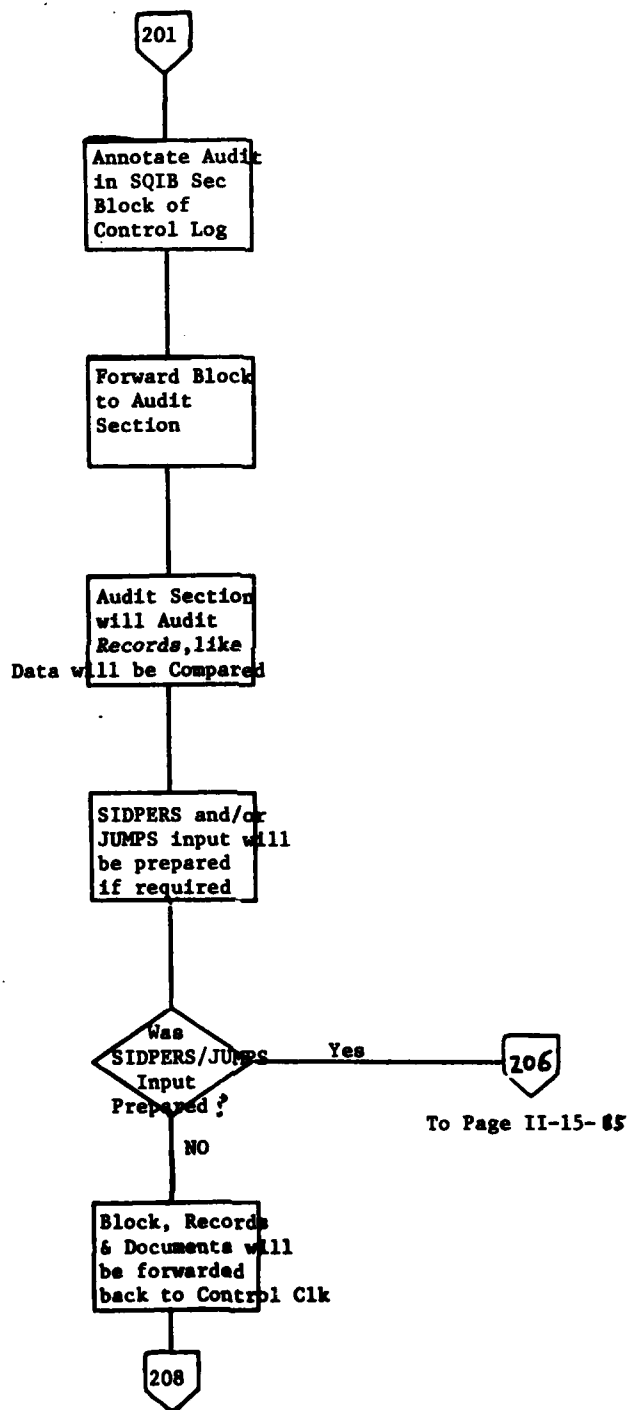 201
Annotate Audit
in SQIB Sec
Block of
Control Log
Forward Block
to Audit
Section
Audit Section
will Audit
Records,like
Data will be Compared
SIDPERS and/or
JUMPS input will
be prepared
if required
Was
SIDPERS/JUMPS
Input
Prepared?
Yes
206
To Page II-15-85
NO
Block, Records
& Documents will
be forwarded
back to Control Clk
208